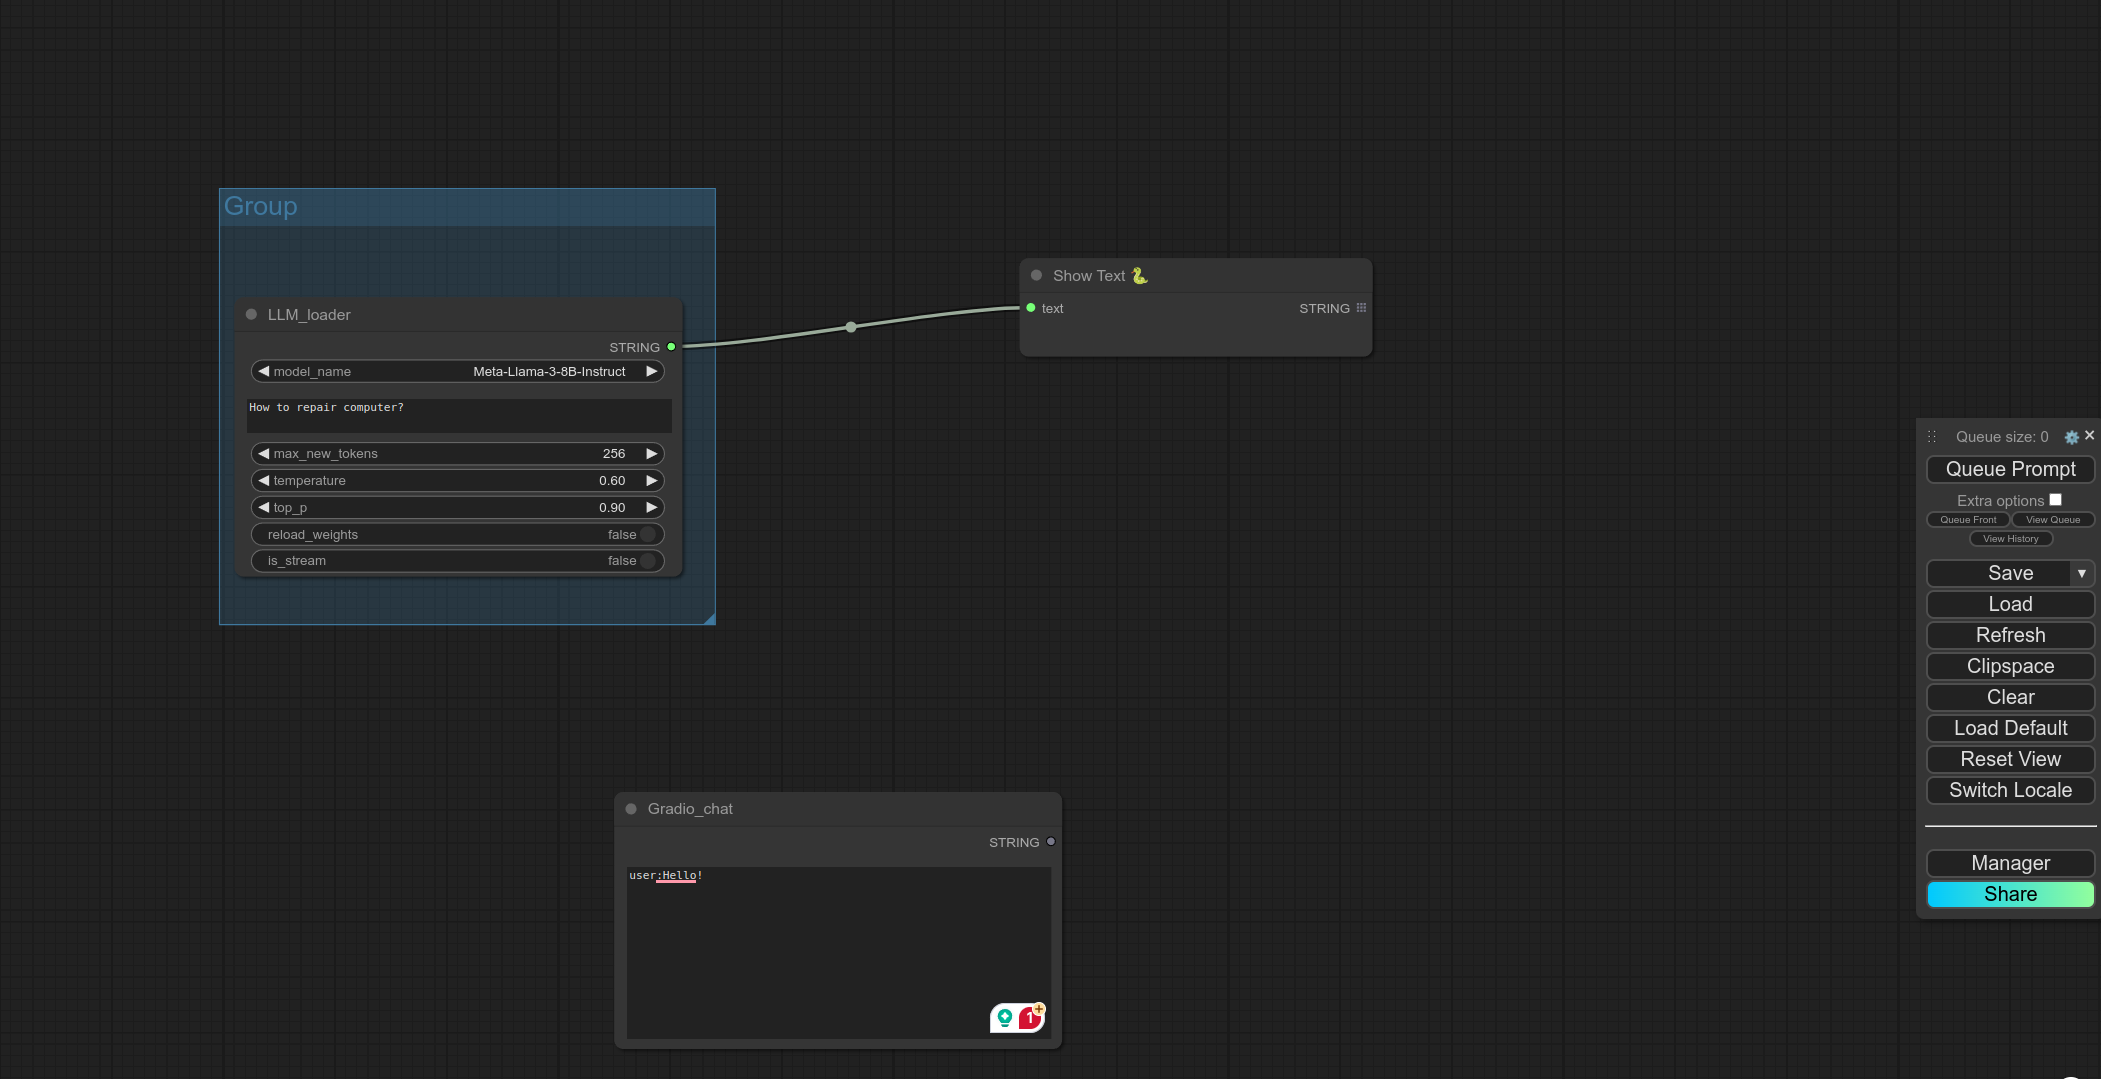 Group
LLM_loader
STRING
model_name Meta-Llama-3-8B-Instruct
How to repair computer?
max_new_tokens 256
temperature 0.60
top_p 0.90
reload_weights false
is_stream false
Show Text
text STRING
Gradio_chat
STRING
user:Hello!
1
Queue size: 0
Queue Prompt
Extra options
Queue Front View Queue
View History
Save
Load
Refresh
Clipspace
Clear
Load Default
Reset View
Switch Locale
Manager
Share